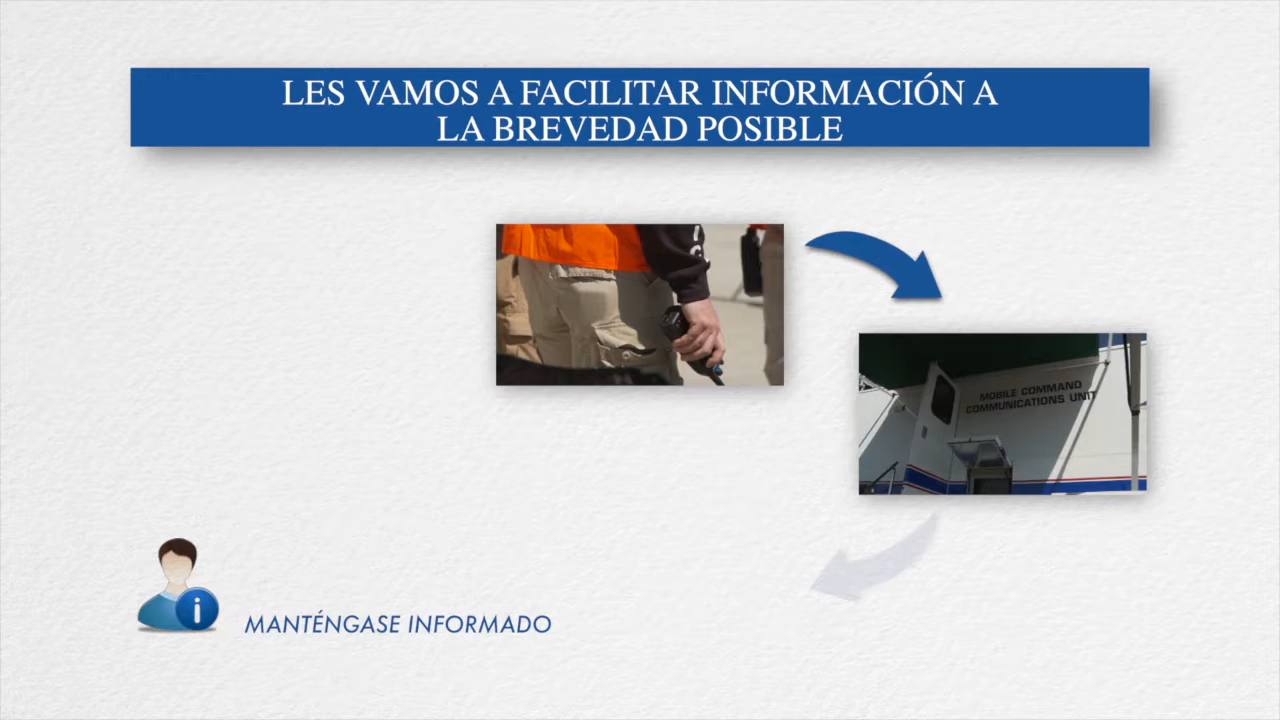 LES VAMOS A FACILITAR INFORMACIÓN A
LA BREVEDAD POSIBLE
MOBILE COMMAND
COMMUNICATIONS UNIT
i
MANTÉNGASE INFORMADO